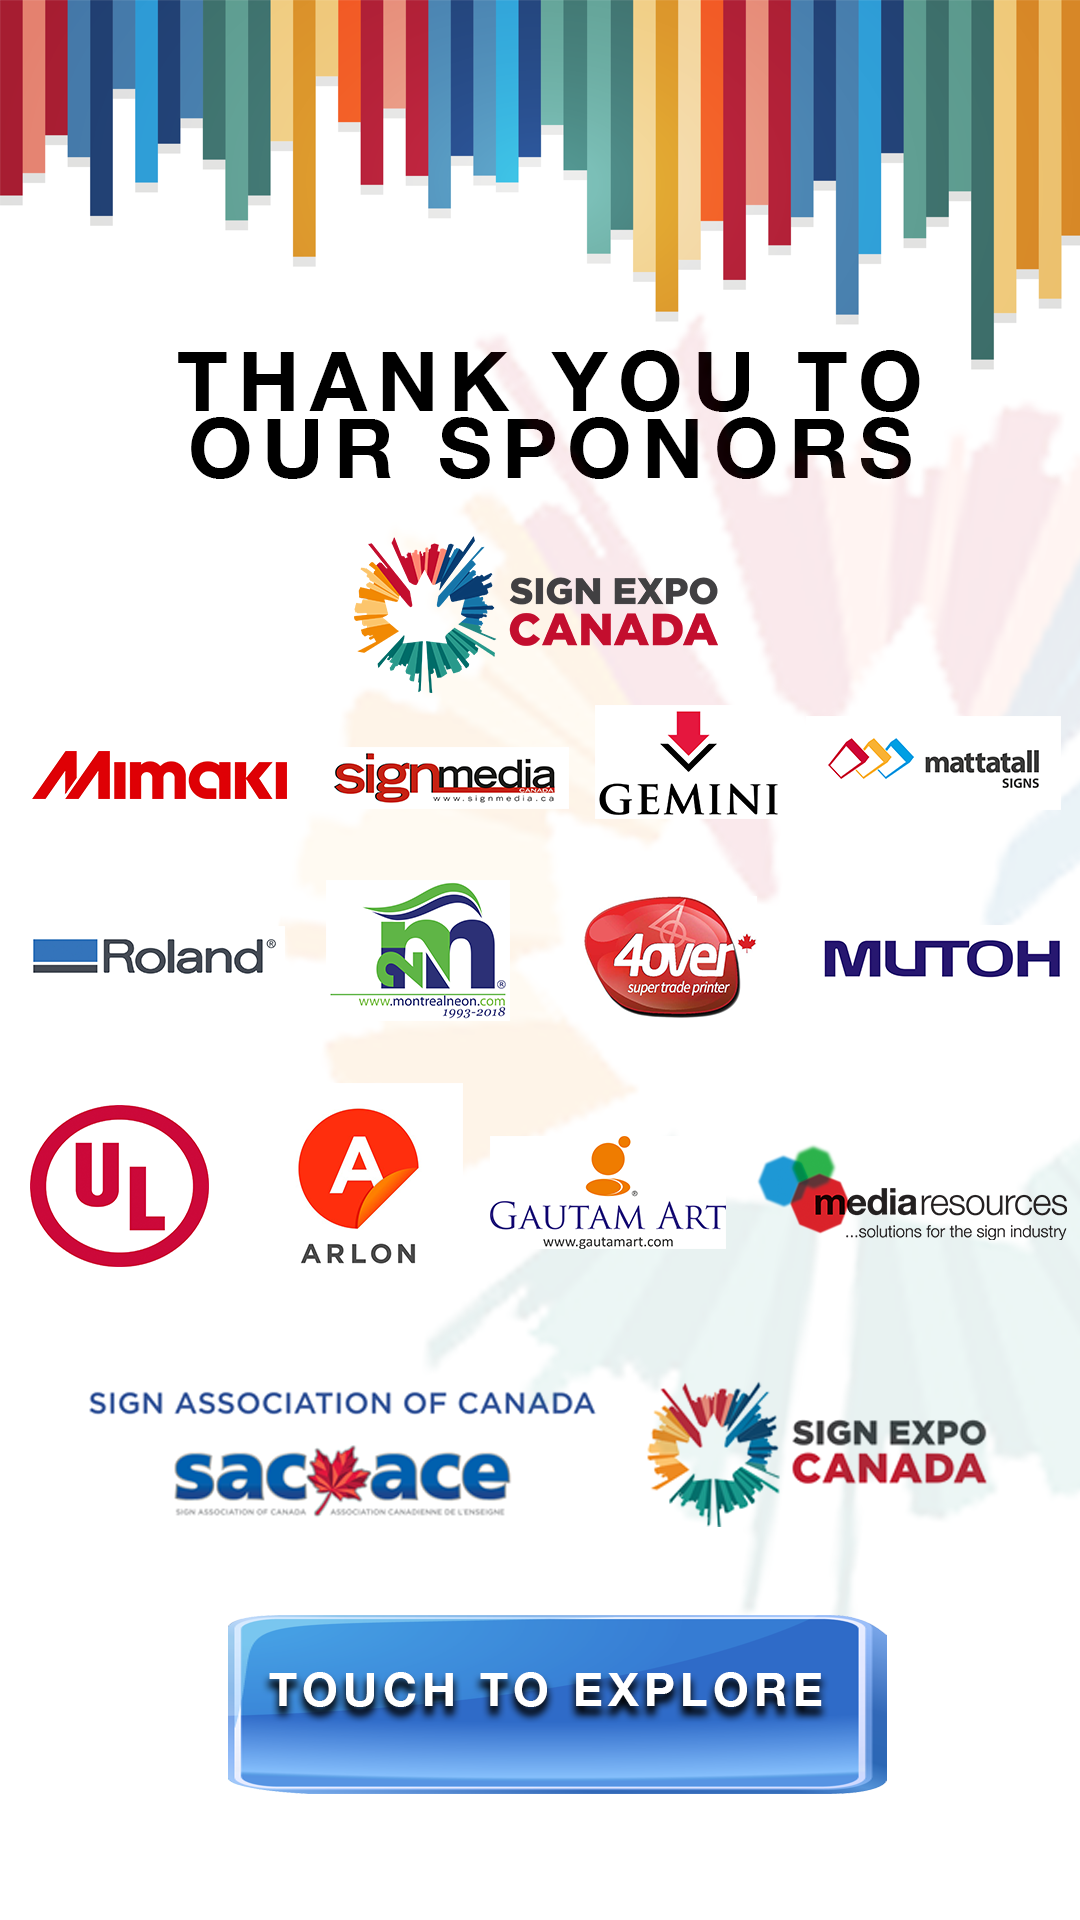 THANK YOU TO
OUR SPONORS
SIGN EXPO
CANADA
Mimaki
signmedia
CANADA
www.signmedia.ca
GEMINI
mattatall
SIGNS
Roland®
2m®
www.montrealneon.com
1993-2018
4over
super trade printer
MUTOH
UL
A
ARLON
®
GAUTAM ART
www.gautamart.com
mediaresources
...solutions for the sign industry
SIGN ASSOCIATION OF CANADA
sac ace
SIGN ASSOCIATION OF CANADA ASSOCIATION CANADIENNE DE L'ENSEIGNE
SIGN EXPO
CANADA
TOUCH TO EXPLORE